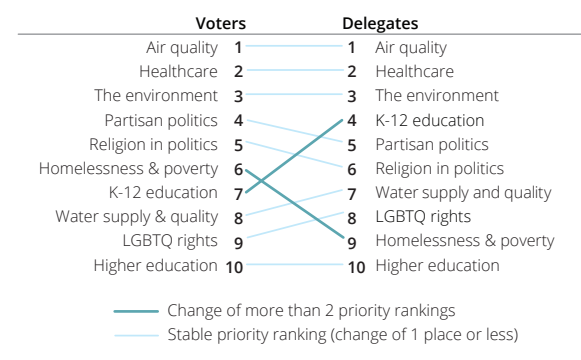 Voters Delegates
Air quality 1 1 Air quality
Healthcare 2 2 Healthcare
The environment 3 3 The environment
Partisan politics 4 4 K-12 education
Religion in politics 5 5 Partisan politics
Homelessness & poverty 6 6 Religion in politics
K-12 education 7 7 Water supply and quality
Water supply & quality 8 8 LGBTQ rights
LGBTQ rights 9 9 Homelessness & poverty
Higher education 10 10 Higher education
Change of more than 2 priority rankings
Stable priority ranking (change of 1 place or less)